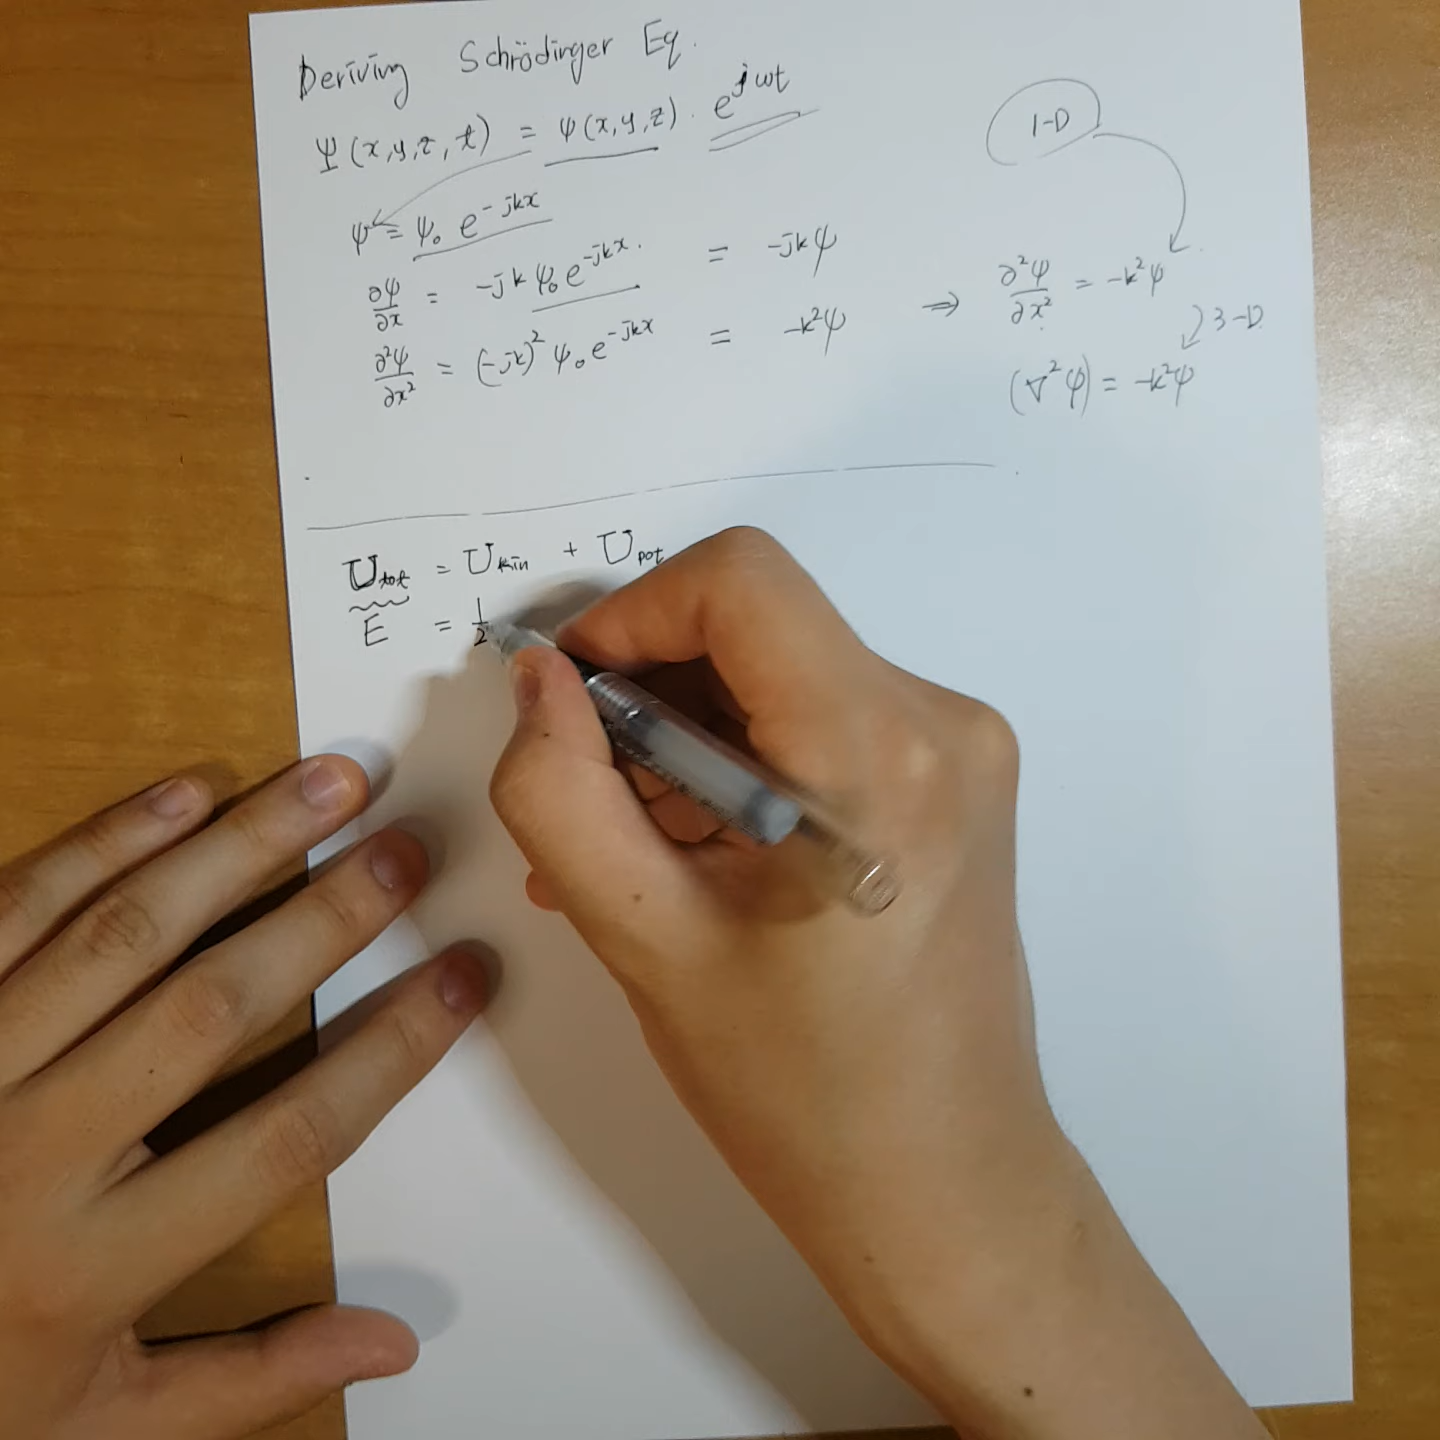 Deriving Schrödinger Eq.
Ψ(x,y,z,t) = ψ(x,y,z) · e^{jωt}
1-D
ψ = ψ₀ e^{-jkx}
∂ψ/∂x = -jk ψ₀ e^{-jkx} = -jkψ
∂²ψ/∂x² = (-jk)² ψ₀ e^{-jkx} = -k²ψ ⇒ ∂²ψ/∂x² = -k²ψ
3-D
(∇²ψ) = -k²ψ
U_tot = U_kin + U_pot
E = 1/2